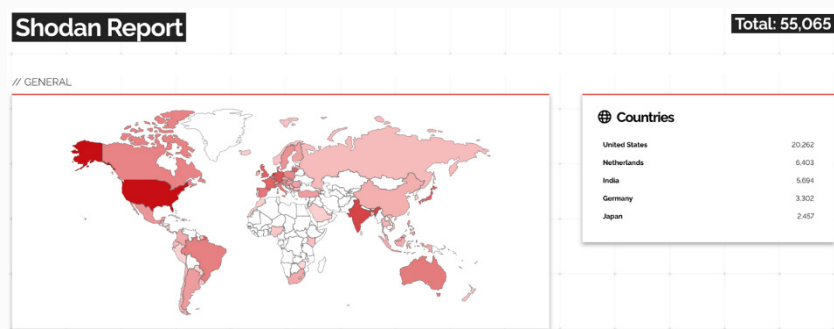 Shodan Report
Total: 55,065
// GENERAL
Countries
United States 20,262
Netherlands 6,403
India 5,694
Germany 3,302
Japan 2,457